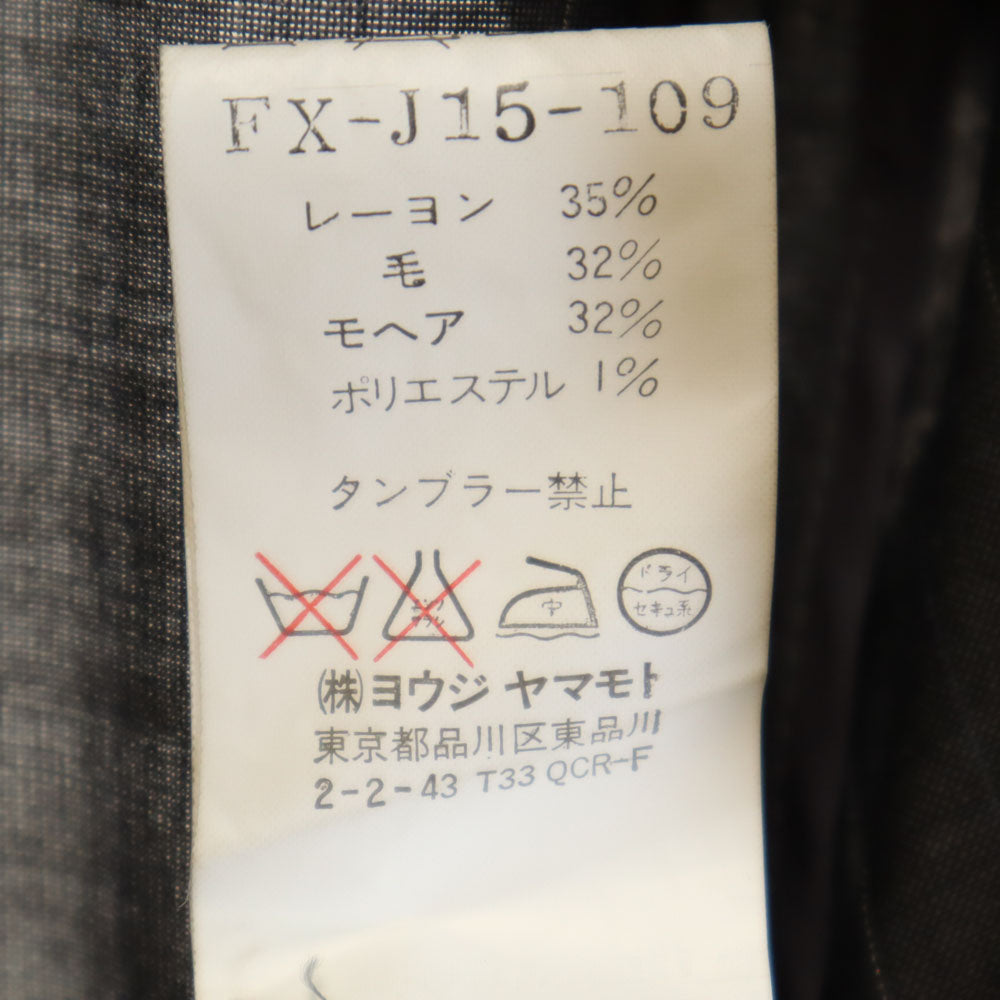 FX-J15-109
レーヨン 35%
毛 32%
モヘア 32%
ポリエステル 1%
タンブラー禁止
中
ドライ
セキュ系
(株)ヨウジ ヤマモト
東京都品川区東品川
2-2-43 T33 QCR-F